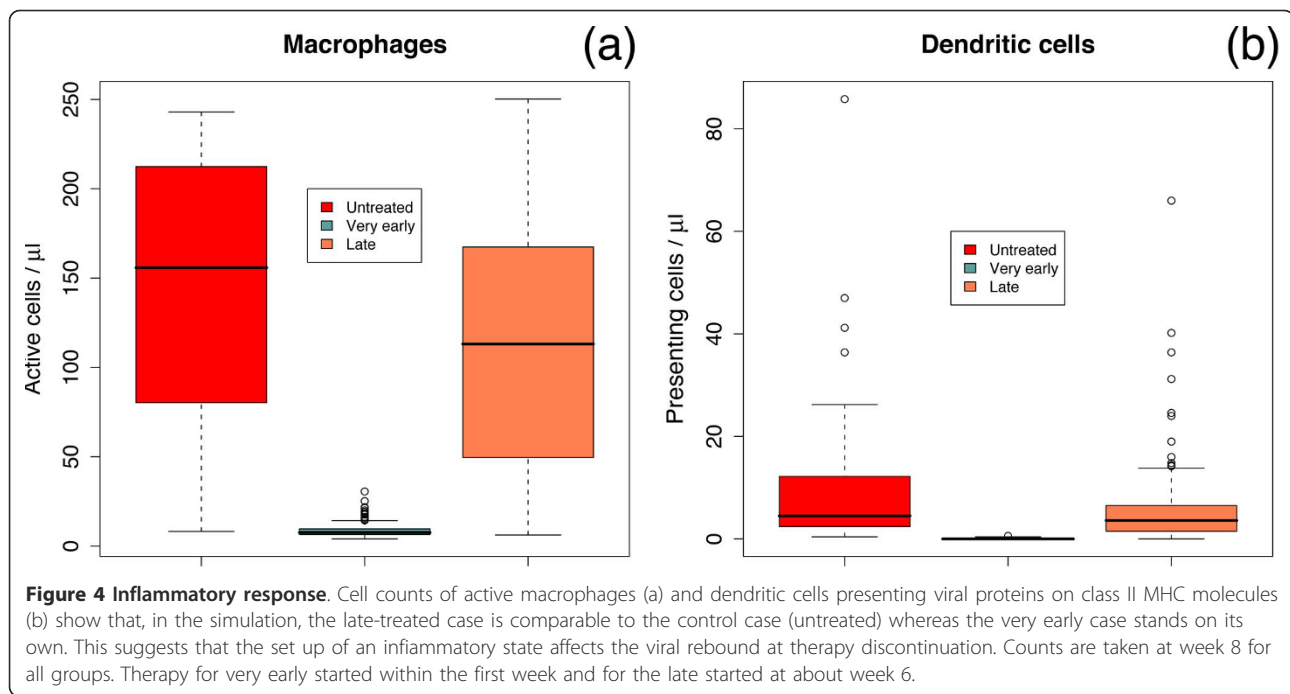 Macrophages
(a)
Active cells / µl
250
200
150
100
50
0
Untreated
Very early
Late
Dendritic cells
(b)
Presenting cells / µl
80
60
40
20
0
Untreated
Very early
Late
Figure 4 Inflammatory response. Cell counts of active macrophages (a) and dendritic cells presenting viral proteins on class II MHC molecules
(b) show that, in the simulation, the late-treated case is comparable to the control case (untreated) whereas the very early case stands on its
own. This suggests that the set up of an inflammatory state affects the viral rebound at therapy discontinuation. Counts are taken at week 8 for
all groups. Therapy for very early started within the first week and for the late started at about week 6.